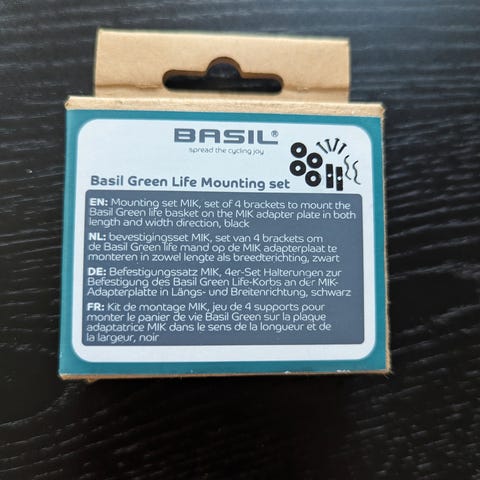 BASIL®
spread the cycling joy
Basil Green Life Mounting set
EN: Mounting set MIK, set of 4 brackets to mount the
Basil Green life basket on the MIK adapter plate in both
length and width direction, black
NL: bevestigingsset MIK, set van 4 brackets om
de Basil Green life mand op de MIK adapterplaat te
monteren in zowel lengte als breedterichting, zwart
DE: Befestigungssatz MIK, 4er-Set Halterungen zur
Befestigung des Basil Green Life-Korbs an der MIK-
Adapterplatte in Längs- und Breitenrichtung, schwarz
FR: Kit de montage MIK, jeu de 4 supports pour
monter le panier de vie Basil Green sur la plaque
adaptatrice MIK dans le sens de la longueur et de
la largeur, noir